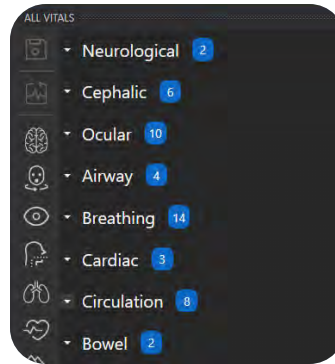 ALL VITALS
Neurological 2
Cephalic 6
Ocular 10
Airway 4
Breathing 14
Cardiac 3
Circulation 8
Bowel 2